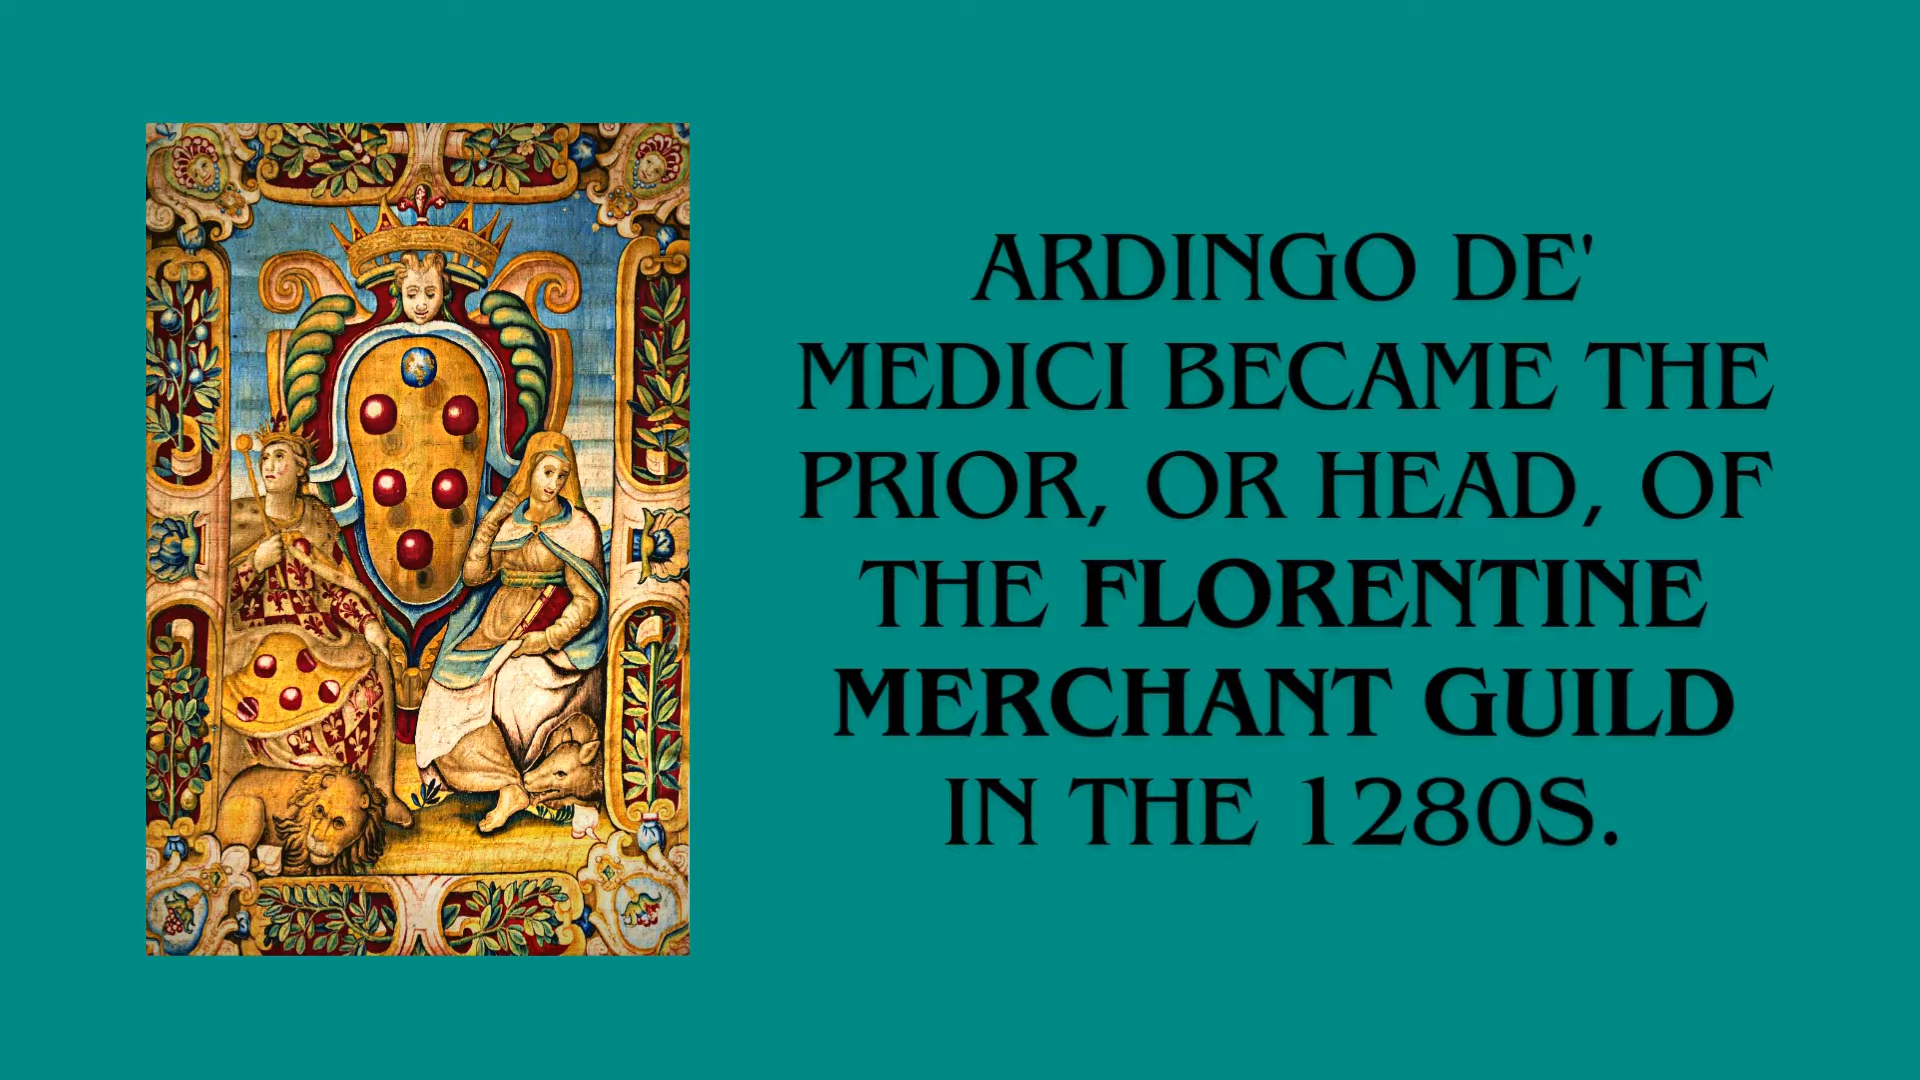 ARDINGO DE'
MEDICI BECAME THE
PRIOR, OR HEAD, OF
THE FLORENTINE
MERCHANT GUILD
IN THE 1280S.